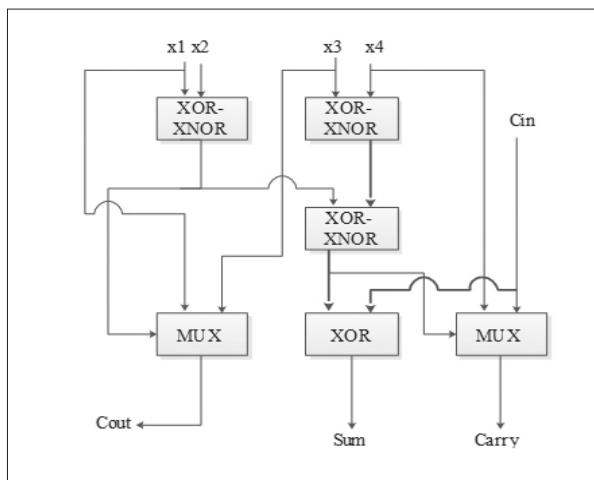 x1 x2
x3
x4
XOR-
XNOR
XOR-
XNOR
Cin
XOR-
XNOR
MUX
XOR
MUX
Cout
Sum
Carry